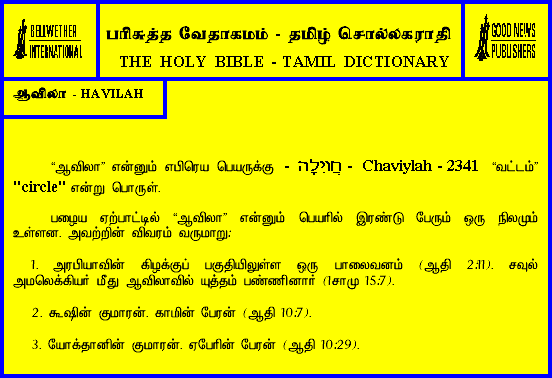 BELLWETHER
INTERNATIONAL
பரிசுத்த வேதாகமம் - தமிழ் சொல்லகராதி
THE HOLY BIBLE - TAMIL DICTIONARY
GOOD NEWS
PUBLISHERS
ஆவிலா - HAVILAH
“ஆவிலா” என்னும் எபிரெய பெயருக்கு - חֲוִילָה - Chaviylah - 2341 “வட்டம்”
"circle" என்று பொருள்.
பழைய ஏற்பாட்டில் “ஆவிலா” என்னும் பெயரில் இரண்டு பேரும் ஒரு நிலமும்
உள்ளன. அவற்றின் விவரம் வருமாறு:
1. அரபியாவின் கிழக்குப் பகுதியிலுள்ள ஒரு பாலைவனம் (ஆதி 2:11). சவுல்
அமலெக்கியர் மீது ஆவிலாவில் யுத்தம் பண்ணினார் (1சாமு 15:7).
2. கூஷின் குமாரன். காமின் பேரன் (ஆதி 10:7).
3. யோக்தானின் குமாரன். ஏபேரின் பேரன் (ஆதி 10:29).